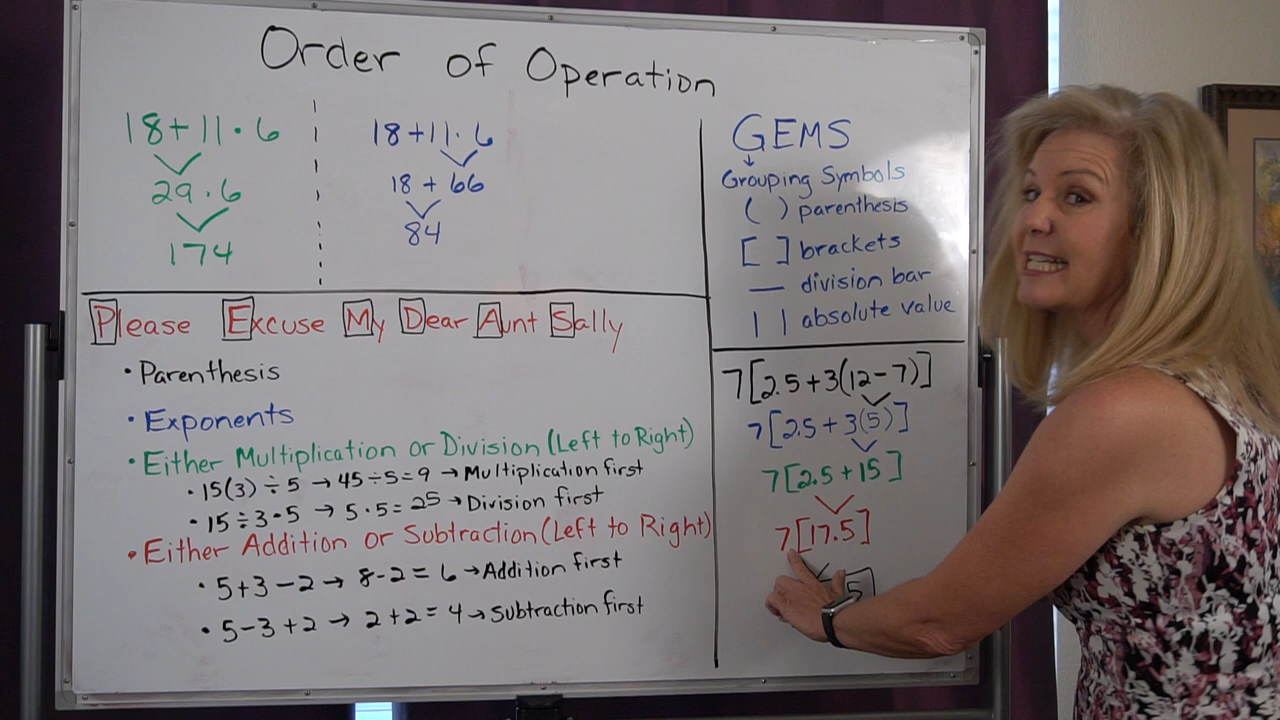 Order of Operation
18+11·6
29·6
174
18+11·6
18+66
84
Please Excuse My Dear Aunt Sally
• Parenthesis
• Exponents
• Either Multiplication or Division (Left to Right)
• 15(3)÷5 → 45÷5=9 → Multiplication first
• 15÷3·5 → 5·5=25 → Division first
• Either Addition or Subtraction (Left to Right)
• 5+3-2 → 8-2=6 → Addition first
• 5-3+2 → 2+2=4 → Subtraction first
GEMS
Grouping Symbols
( ) parenthesis
[ ] brackets
— division bar
| | absolute value
7[2.5+3(12-7)]
7[2.5+3(5)]
7[2.5+15]
7[17.5]